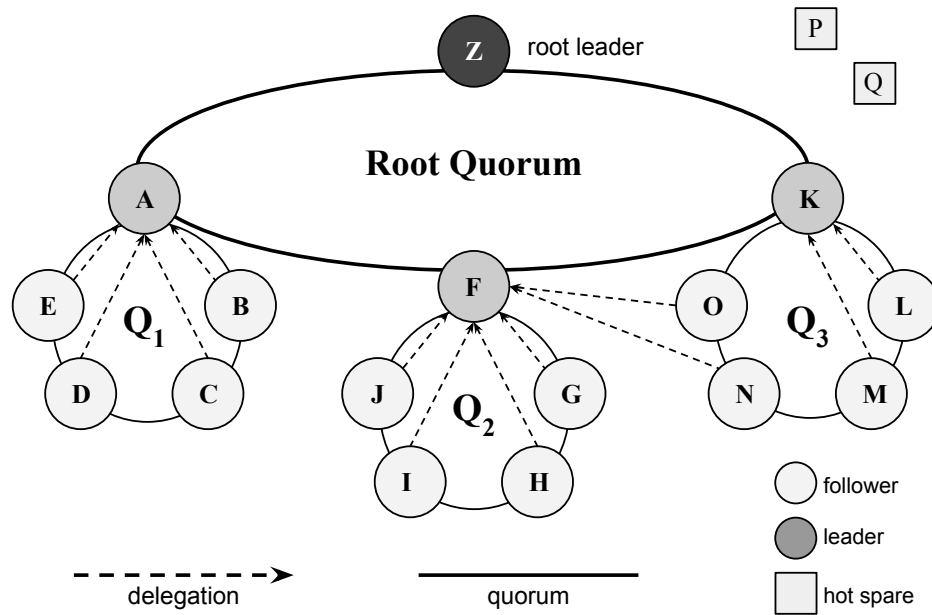 Z
root leader
P
Q
Root Quorum
A
K
F
E
B
Q1
D
C
J
G
Q2
I
H
O
L
Q3
N
M
follower
leader
hot spare
delegation
quorum